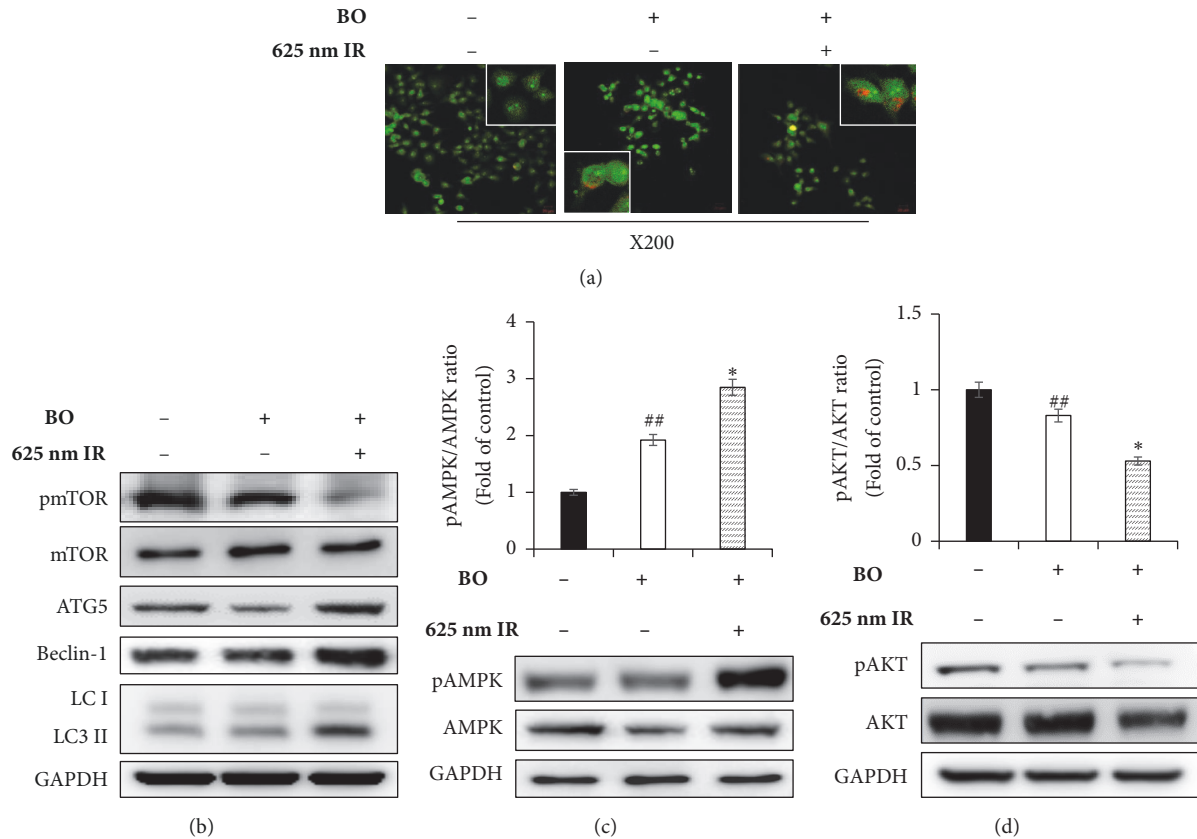 BO – + +
625 nm IR – – +
X200
(a)
BO – + +
625 nm IR – – +
pmTOR
mTOR
ATG5
Beclin-1
LC I
LC3 II
GAPDH
(b)
pAMPK/AMPK ratio
(Fold of control)
4
3
2
1
0
##
*
BO – + +
625 nm IR – – +
pAMPK
AMPK
GAPDH
(c)
pAKT/AKT ratio
(Fold of control)
1.5
1
0.5
0
##
*
BO – + +
625 nm IR – – +
pAKT
AKT
GAPDH
(d)